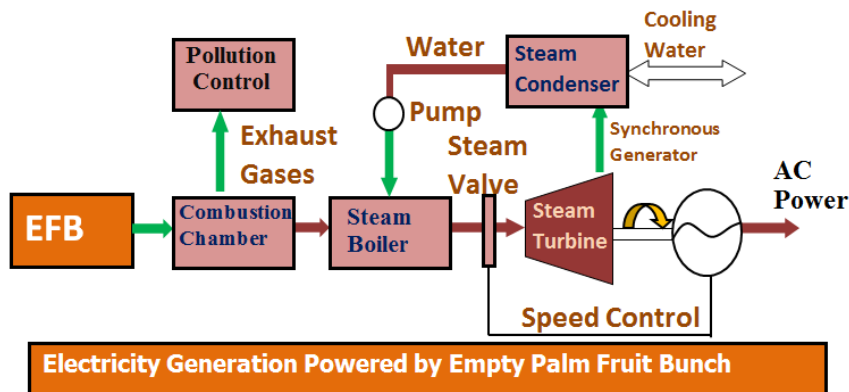 Cooling
Water
Water
Steam
Condenser
Pollution
Control
Pump
Exhaust
Gases
Steam
Valve
Synchronous
Generator
AC
Power
EFB
Combustion
Chamber
Steam
Boiler
Steam
Turbine
Speed Control
Electricity Generation Powered by Empty Palm Fruit Bunch